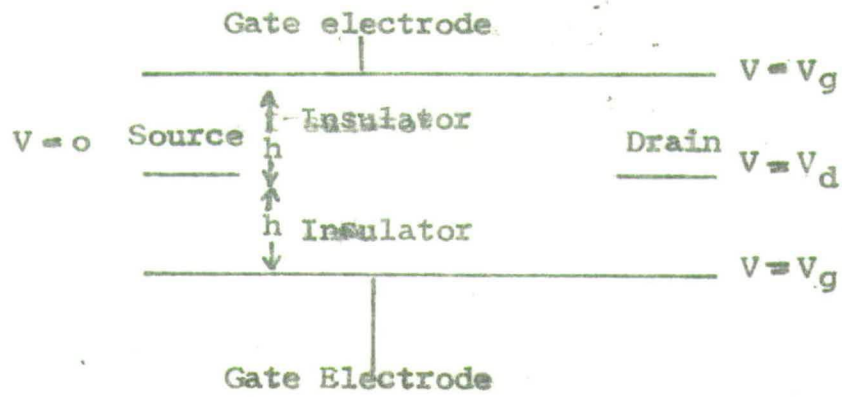 Gate electrode
V = Vg
Insulator
V = o Source h Drain V = Vd
h Insulator
V = Vg
Gate Electrode